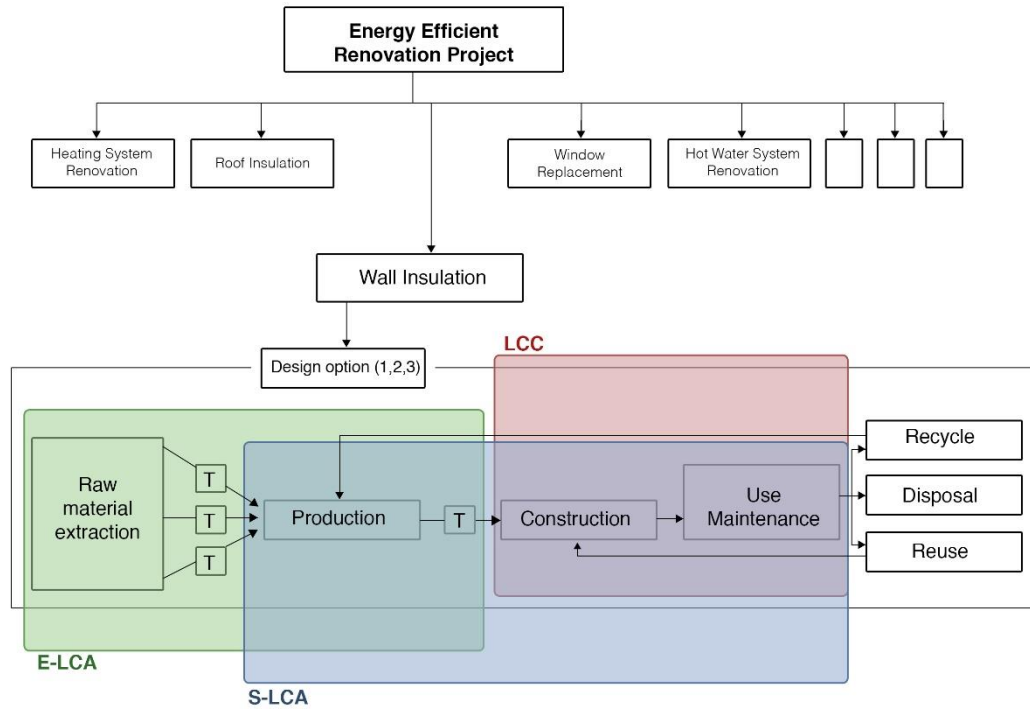 Energy Efficient
Renovation Project
Heating System
Renovation
Roof Insulation
Window
Replacement
Hot Water System
Renovation
Wall Insulation
LCC
Design option (1,2,3)
Raw
material
extraction
T
T
T
Production
T
Construction
Use
Maintenance
Recycle
Disposal
Reuse
E-LCA
S-LCA